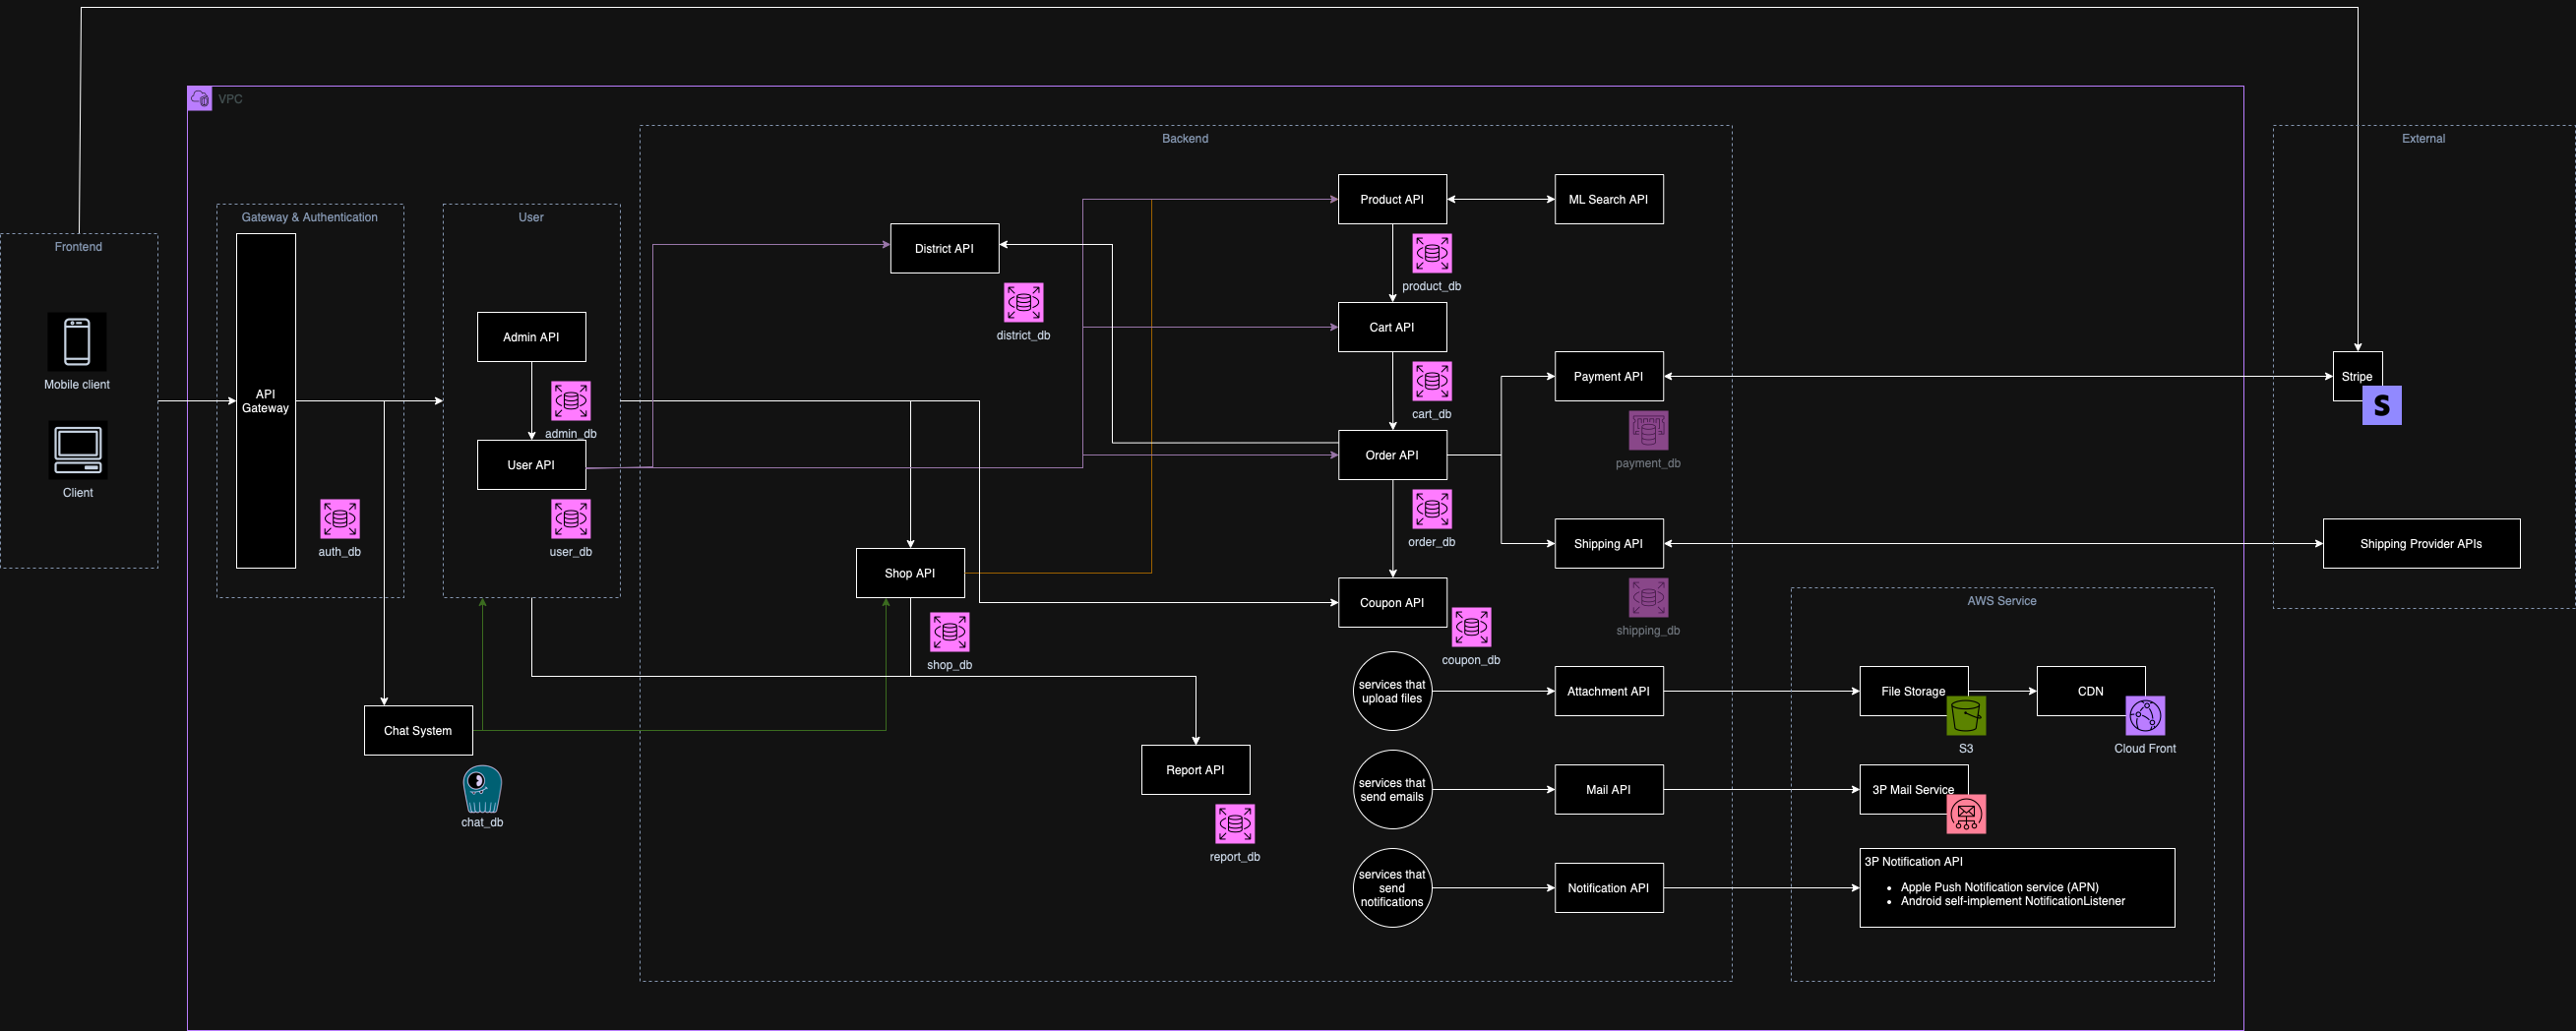 VPC
Backend
External
Gateway & Authentication
User
Frontend
Mobile client
Client
API
Gateway
auth_db
Admin API
admin_db
User API
user_db
Chat System
chat_db
District API
district_db
Shop API
shop_db
Report API
report_db
Product API
product_db
ML Search API
Cart API
cart_db
Order API
order_db
Payment API
payment_db
Shipping API
shipping_db
Coupon API
coupon_db
services that
upload files
Attachment API
services that
send emails
Mail API
services that
send
notifications
Notification API
AWS Service
File Storage
S3
CDN
Cloud Front
3P Mail Service
3P Notification API
• Apple Push Notification service (APN)
• Android self-implement NotificationListener
Stripe
S
Shipping Provider APIs